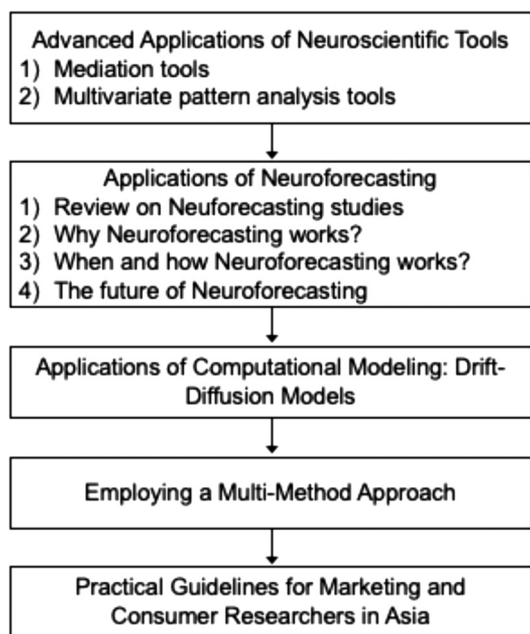 Advanced Applications of Neuroscientific Tools
1) Mediation tools
2) Multivariate pattern analysis tools
Applications of Neuroforecasting
1) Review on Neuforecasting studies
2) Why Neuroforecasting works?
3) When and how Neuroforecasting works?
4) The future of Neuroforecasting
Applications of Computational Modeling: Drift-
Diffusion Models
Employing a Multi-Method Approach
Practical Guidelines for Marketing and
Consumer Researchers in Asia